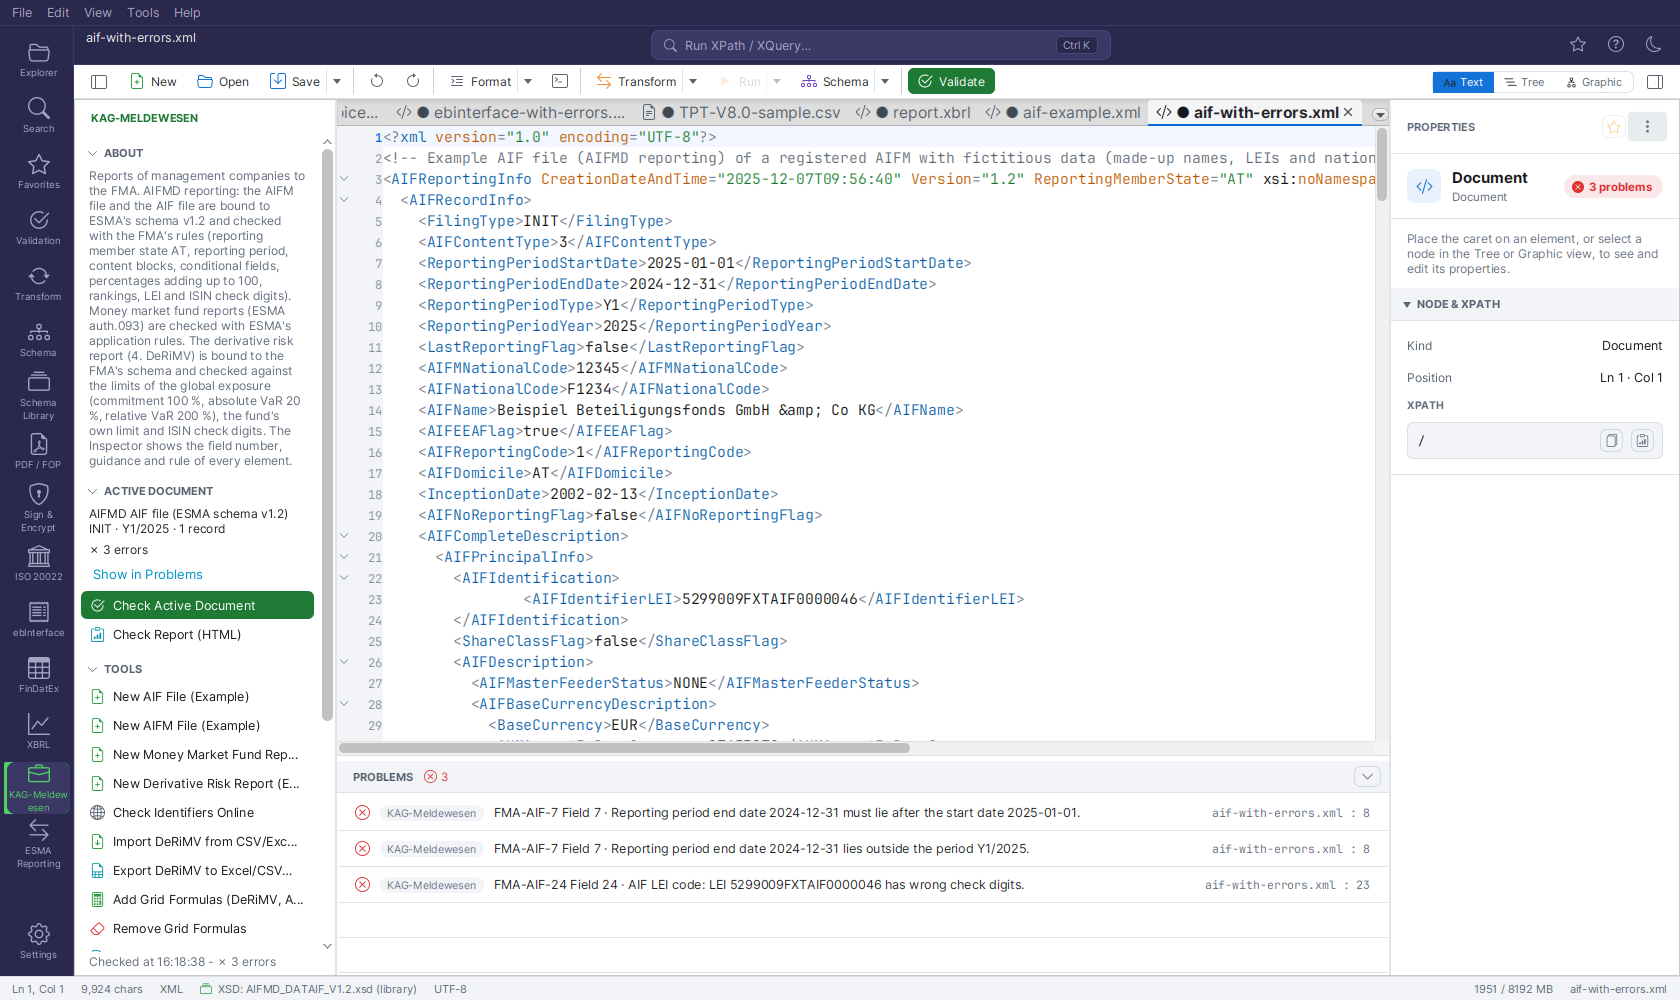 File Edit View Tools Help
aif-with-errors.xml
Run XPath / XQuery... Ctrl K
New Open Save Format Transform Run Schema Validate
Aa Text Tree Graphic
Explorer
Search
Favorites
Validation
Transform
Schema
Schema
Library
PDF / FOP
Sign &
Encrypt
ISO 20022
ebInterface
FinDatEx
XBRL
KAG-Meldew
esen
ESMA
Reporting
Settings
KAG-MELDEWESEN
ABOUT
Reports of management companies to
the FMA. AIFMD reporting: the AIFM
file and the AIF file are bound to
ESMA's schema v1.2 and checked
with the FMA's rules (reporting
member state AT, reporting period,
content blocks, conditional fields,
percentages adding up to 100,
rankings, LEI and ISIN check digits).
Money market fund reports (ESMA
auth.093) are checked with ESMA's
application rules. The derivative risk
report (4. DeRiMV) is bound to the
FMA's schema and checked against
the limits of the global exposure
(commitment 100 %, absolute VaR 20
%, relative VaR 200 %), the fund's
own limit and ISIN check digits. The
Inspector shows the field number,
guidance and rule of every element.
ACTIVE DOCUMENT
AIFMD AIF file (ESMA schema v1.2)
INIT · Y1/2025 · 1 record
× 3 errors
Show in Problems
Check Active Document
Check Report (HTML)
TOOLS
New AIF File (Example)
New AIFM File (Example)
New Money Market Fund Rep...
New Derivative Risk Report (E...
Check Identifiers Online
Import DeRiMV from CSV/Exc...
Export DeRiMV to Excel/CSV...
Add Grid Formulas (DeRiMV, A...
Remove Grid Formulas
Checked at 16:18:38 - × 3 errors
oice... ebinterface-with-errors.... TPT-V8.0-sample.csv report.xbrl aif-example.xml aif-with-errors.xml
1 <?xml version="1.0" encoding="UTF-8"?>
2 <!-- Example AIF file (AIFMD reporting) of a registered AIFM with fictitious data (made-up names, LEIs and nation
3 <AIFReportingInfo CreationDateAndTime="2025-12-07T09:56:40" Version="1.2" ReportingMemberState="AT" xsi:noNamespa
4 <AIFRecordInfo>
5 <FilingType>INIT</FilingType>
6 <AIFContentType>3</AIFContentType>
7 <ReportingPeriodStartDate>2025-01-01</ReportingPeriodStartDate>
8 <ReportingPeriodEndDate>2024-12-31</ReportingPeriodEndDate>
9 <ReportingPeriodType>Y1</ReportingPeriodType>
10 <ReportingPeriodYear>2025</ReportingPeriodYear>
11 <LastReportingFlag>false</LastReportingFlag>
12 <AIFMNationalCode>12345</AIFMNationalCode>
13 <AIFNationalCode>F1234</AIFNationalCode>
14 <AIFName>Beispiel Beteiligungsfonds GmbH &amp; Co KG</AIFName>
15 <AIFEEAFlag>true</AIFEEAFlag>
16 <AIFReportingCode>1</AIFReportingCode>
17 <AIFDomicile>AT</AIFDomicile>
18 <InceptionDate>2002-02-13</InceptionDate>
19 <AIFNoReportingFlag>false</AIFNoReportingFlag>
20 <AIFCompleteDescription>
21 <AIFPrincipalInfo>
22 <AIFIdentification>
23 <AIFIdentifierLEI>5299009FXTAIF0000046</AIFIdentifierLEI>
24 </AIFIdentification>
25 <ShareClassFlag>false</ShareClassFlag>
26 <AIFDescription>
27 <AIFMasterFeederStatus>NONE</AIFMasterFeederStatus>
28 <AIFBaseCurrencyDescription>
29 <BaseCurrency>EUR</BaseCurrency>
PROBLEMS 3
KAG-Meldewesen FMA-AIF-7 Field 7 · Reporting period end date 2024-12-31 must lie after the start date 2025-01-01. aif-with-errors.xml : 8
KAG-Meldewesen FMA-AIF-7 Field 7 · Reporting period end date 2024-12-31 lies outside the period Y1/2025. aif-with-errors.xml : 8
KAG-Meldewesen FMA-AIF-24 Field 24 · AIF LEI code: LEI 5299009FXTAIF0000046 has wrong check digits. aif-with-errors.xml : 23
PROPERTIES
Document
Document
3 problems
Place the caret on an element, or select a
node in the Tree or Graphic view, to see and
edit its properties.
NODE & XPATH
Kind Document
Position Ln 1 · Col 1
XPATH
/
Ln 1, Col 1 9,924 chars XML XSD: AIFMD_DATAIF_V1.2.xsd (library) UTF-8 1951 / 8192 MB aif-with-errors.xml